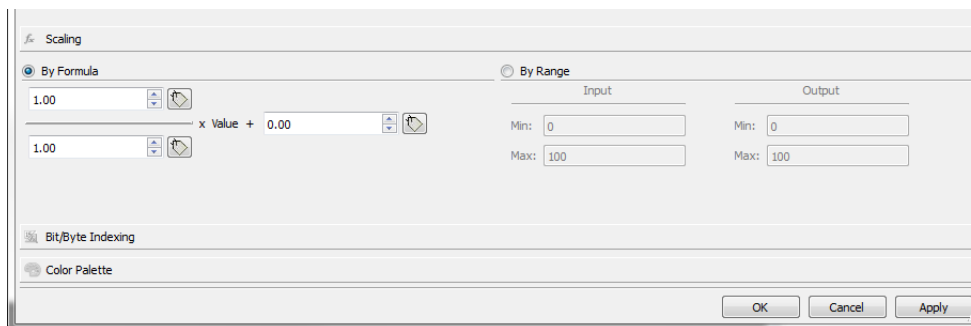 Scaling
By Formula
By Range
1.00
x Value + 0.00
1.00
Input
Output
Min: 0
Min: 0
Max: 100
Max: 100
Bit/Byte Indexing
Color Palette
OK
Cancel
Apply